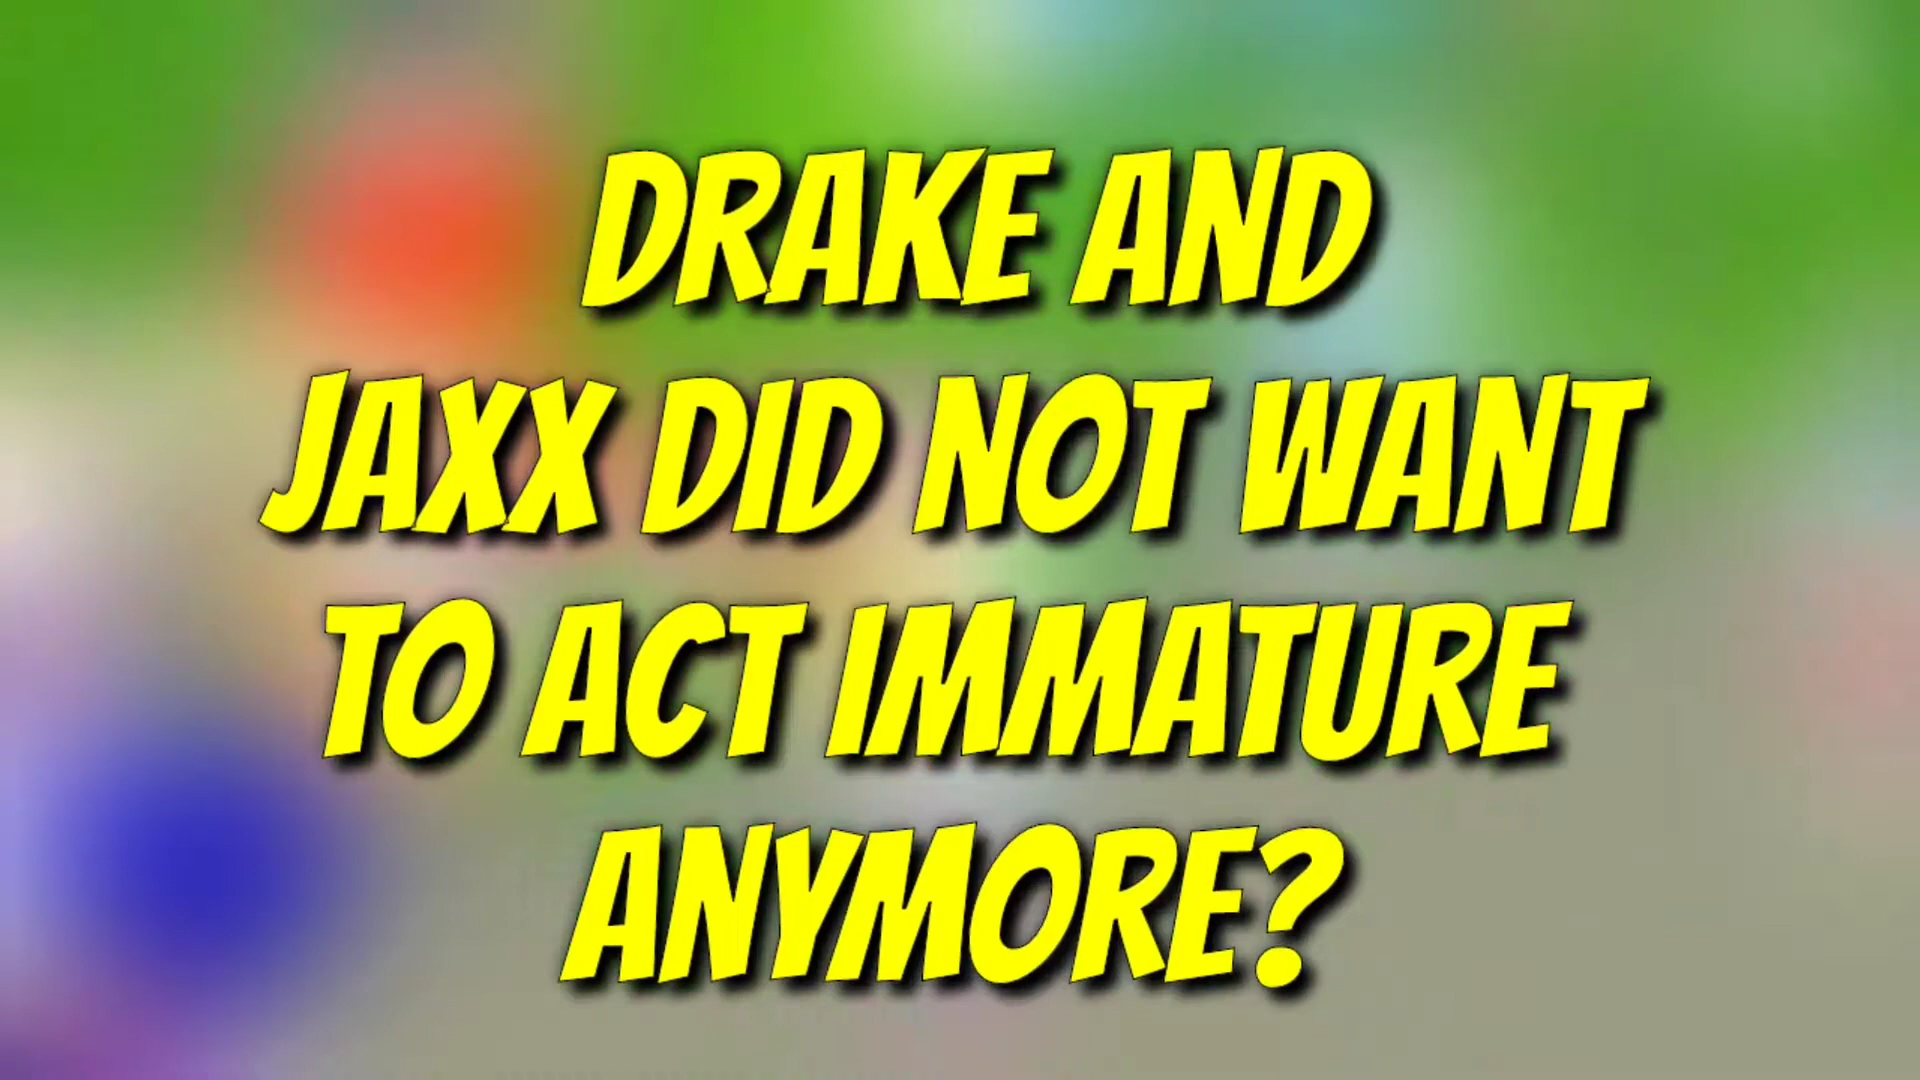 DRAKE AND
JAXX DID NOT WANT
TO ACT IMMATURE
ANYMORE?